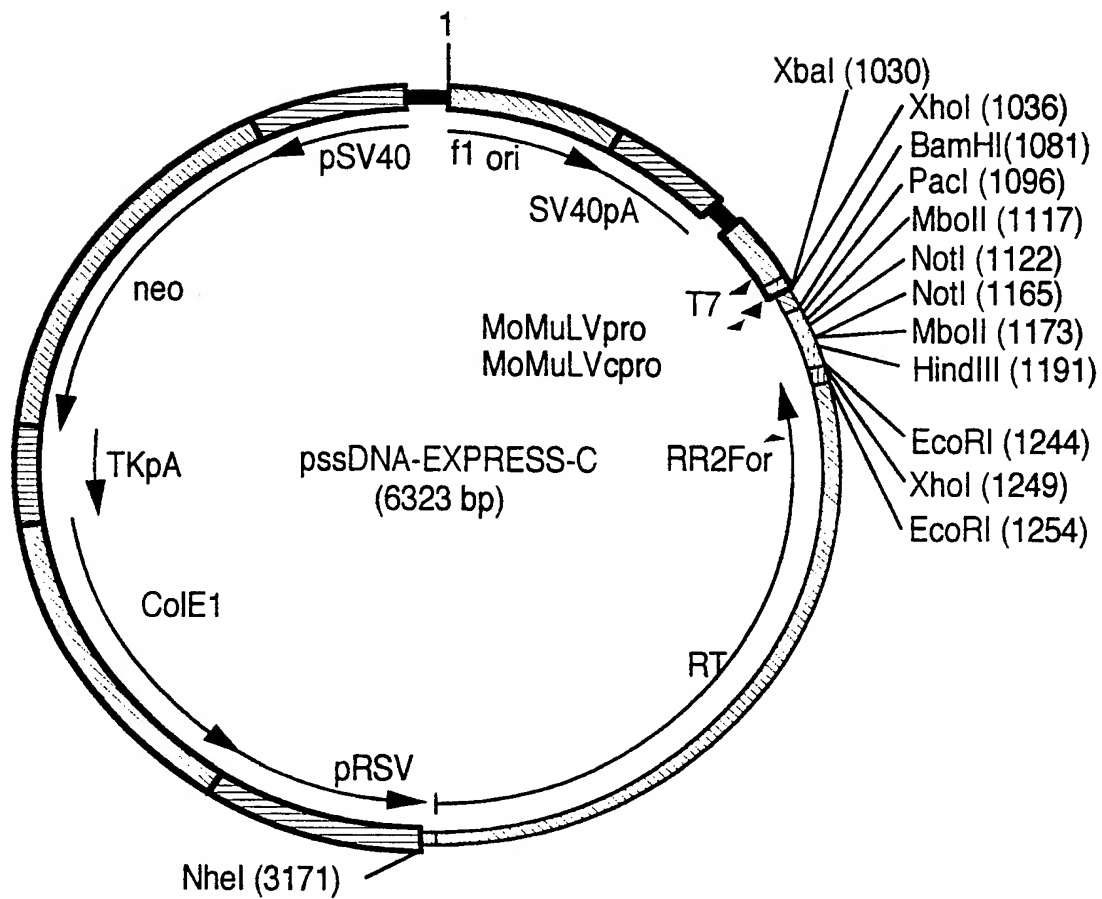 1
XbaI (1030)
XhoI (1036)
BamHI(1081)
PacI (1096)
MboII (1117)
NotI (1122)
NotI (1165)
MboII (1173)
HindIII (1191)
EcoRI (1244)
XhoI (1249)
EcoRI (1254)
pSV40
f1 ori
SV40pA
neo
T7
MoMuLVpro
MoMuLVcpro
TKpA
pssDNA-EXPRESS-C
(6323 bp)
RR2For
ColE1
RT
pRSV
NheI (3171)